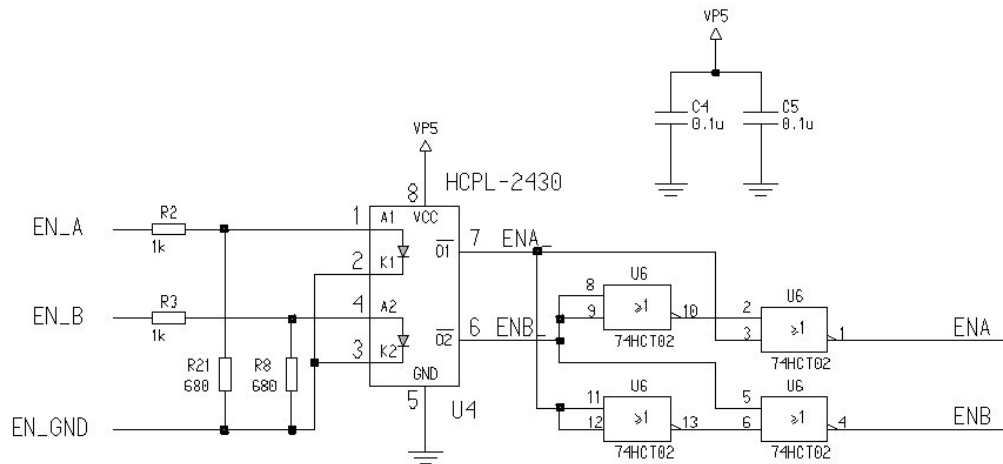 VP5
C4
0.1u
C5
0.1u
VP5
HCPL-2430
8
EN_A
R2
1k
1
A1
VCC
O1
7
ENA_
2
K1
EN_B
R3
1k
4
A2
O2
6
ENB_
3
K2
R21
680
R8
680
GND
5
U4
EN_GND
U6
8
9
≥1
10
74HCT02
U6
2
3
≥1
1
74HCT02
ENA
U6
11
12
≥1
13
74HCT02
U6
5
6
≥1
4
74HCT02
ENB